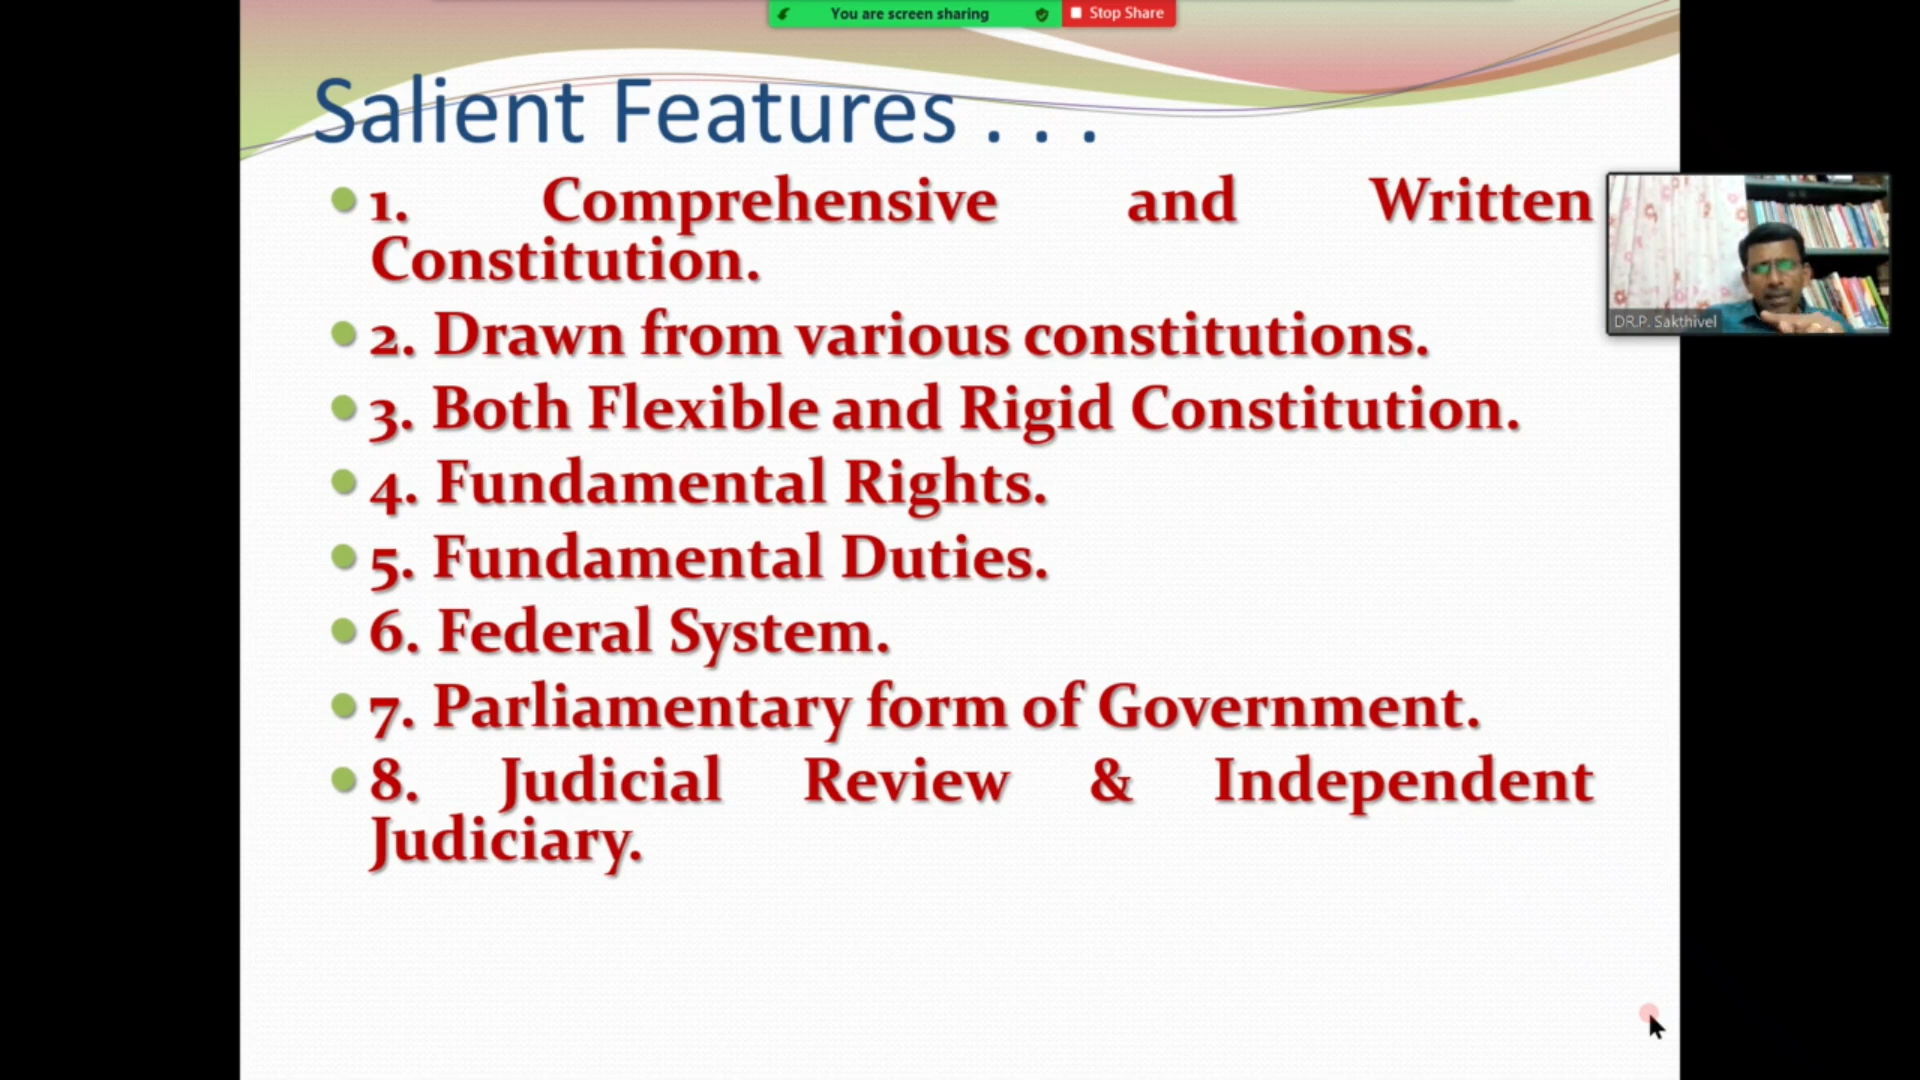 You are screen sharing
Stop Share
Salient Features . . .
1. Comprehensive and Written
Constitution.
2. Drawn from various constitutions.
3. Both Flexible and Rigid Constitution.
4. Fundamental Rights.
5. Fundamental Duties.
6. Federal System.
7. Parliamentary form of Government.
8. Judicial Review & Independent
Judiciary.
DR.P. Sakthivel